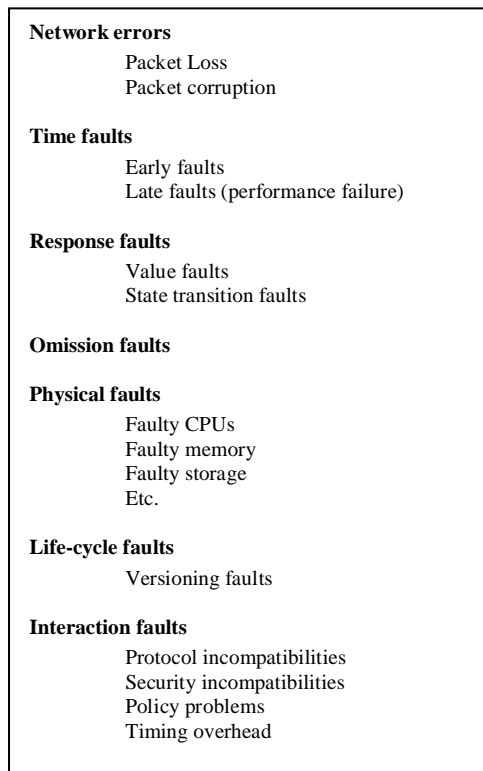 Network errors
Packet Loss
Packet corruption
Time faults
Early faults
Late faults (performance failure)
Response faults
Value faults
State transition faults
Omission faults
Physical faults
Faulty CPUs
Faulty memory
Faulty storage
Etc.
Life-cycle faults
Versioning faults
Interaction faults
Protocol incompatibilities
Security incompatibilities
Policy problems
Timing overhead